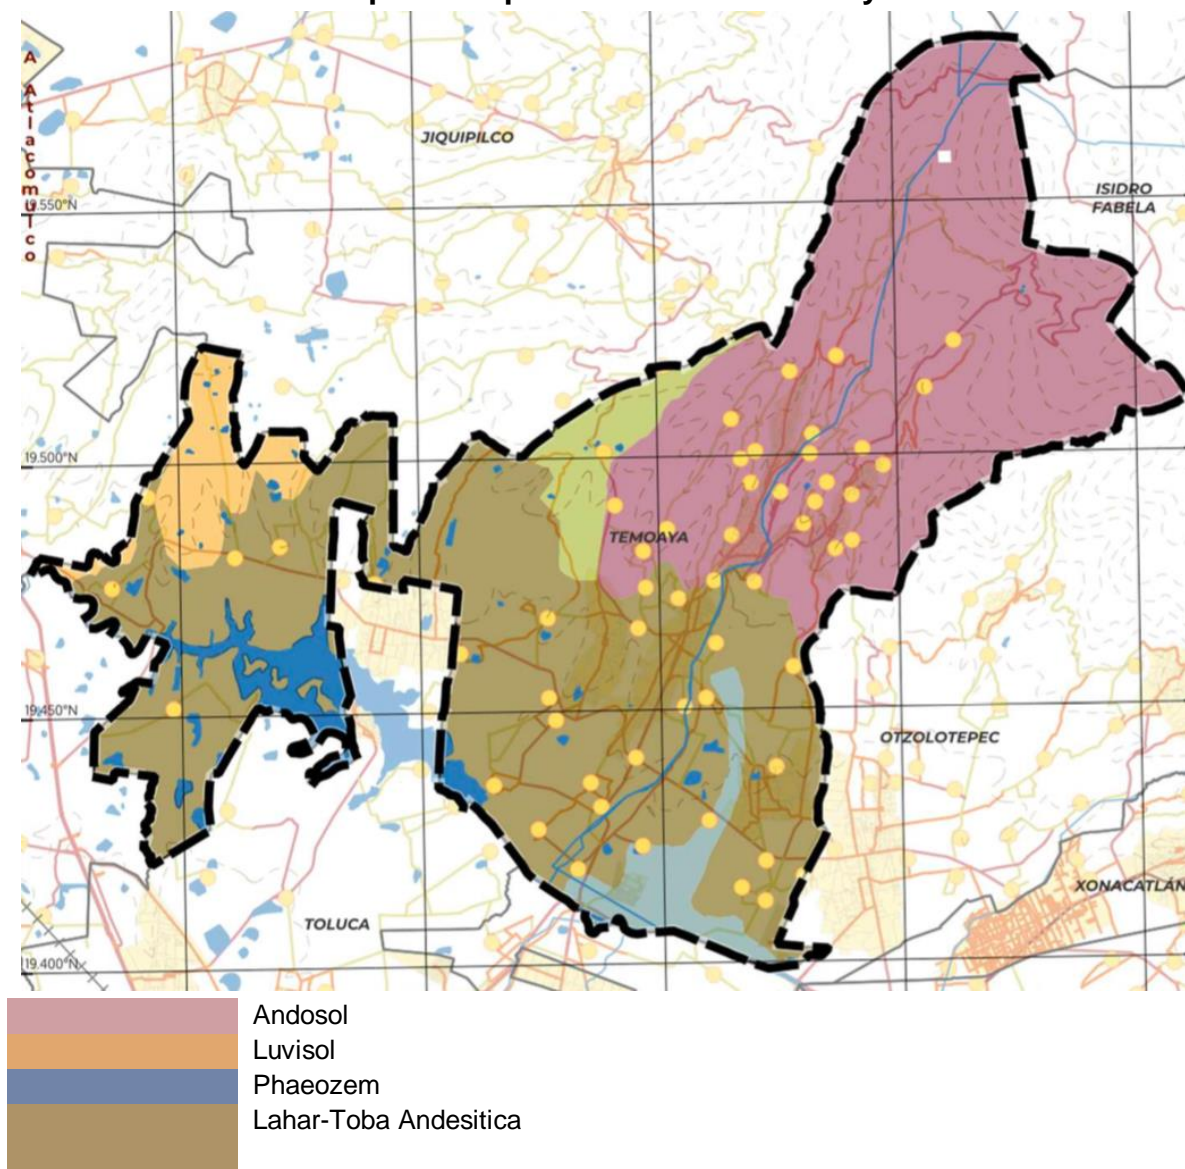 A Atlacomulco
JIQUIPILCO
ISIDRO
FABELA
19.550°N
19.500°N
TEMOAYA
19.450°N
OTZOLOTEPEC
XONACATLÁN
TOLUCA
19.400°N
Andosol
Luvisol
Phaeozem
Lahar-Toba Andesitica